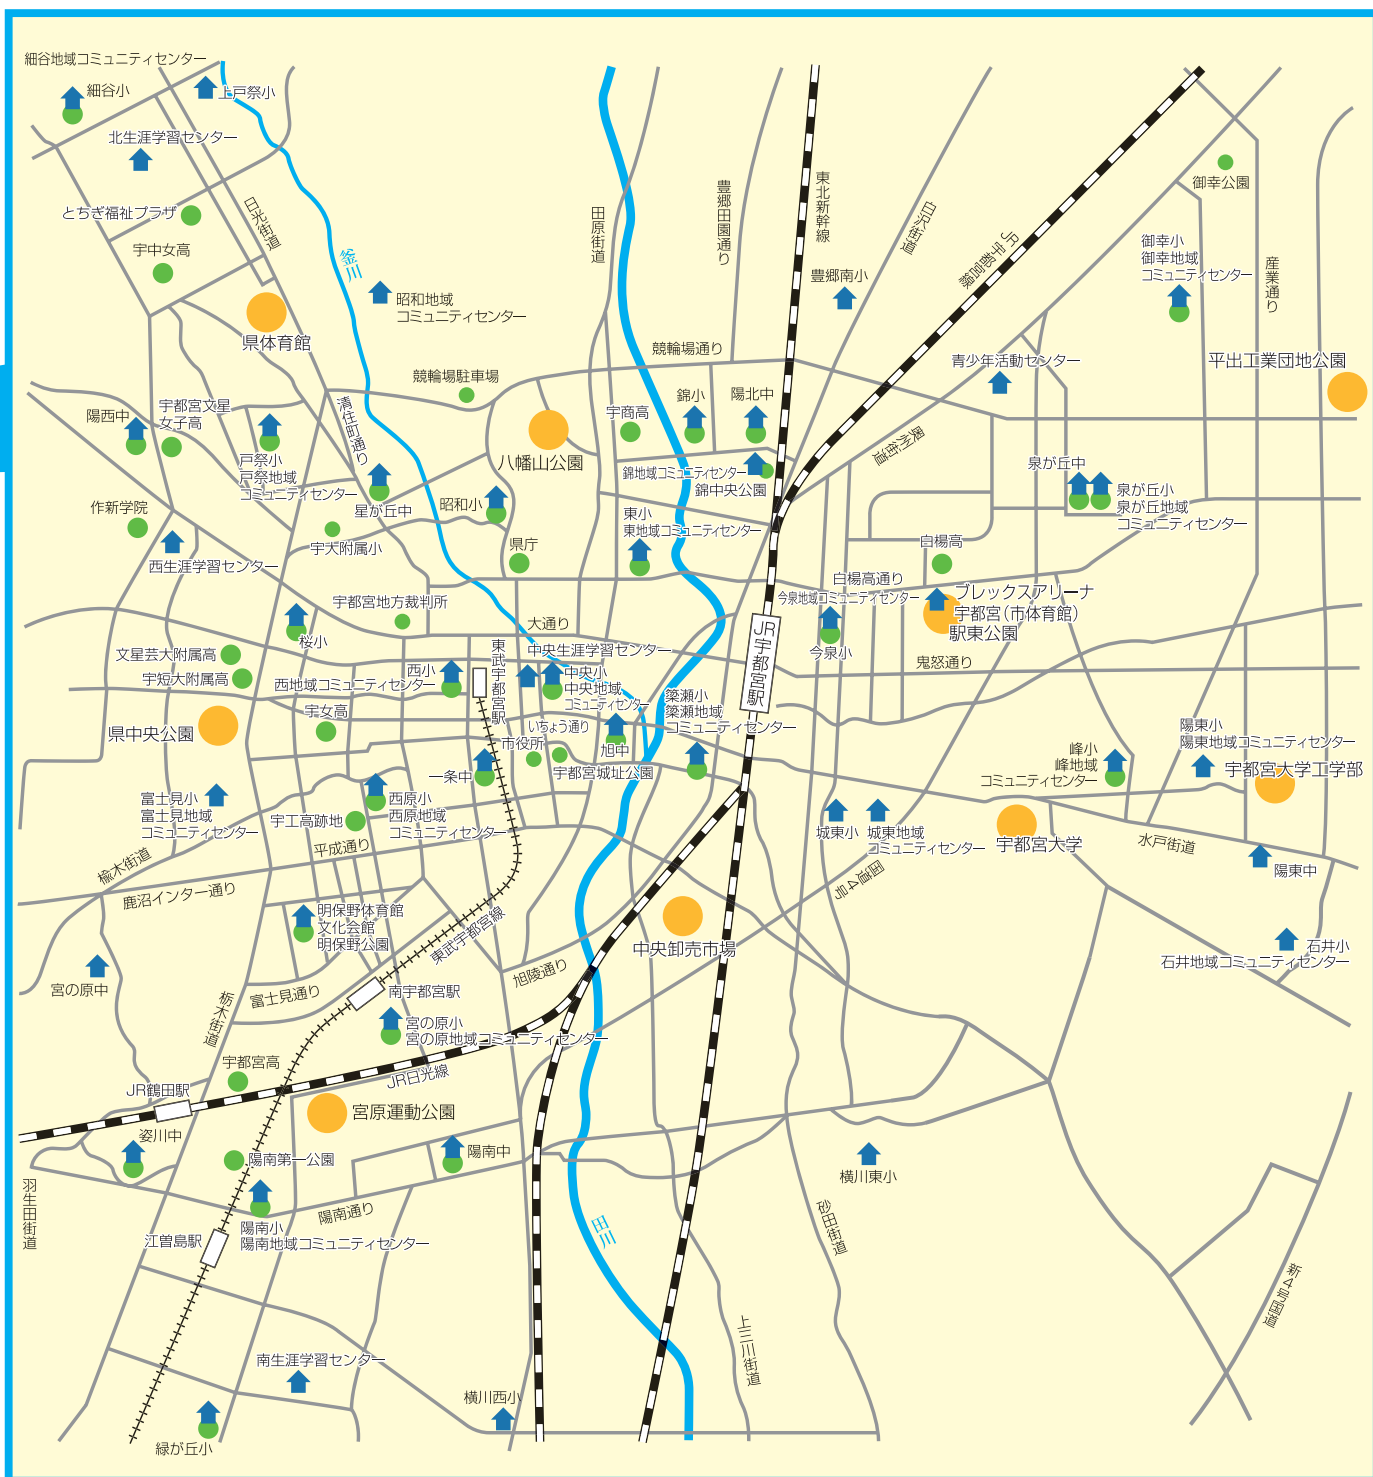 細谷地域コミュニティセンター
細谷小
上戸祭小
北生涯学習センター
とちぎ福祉プラザ
宇中女高
日光街道
釜川
県体育館
昭和地域
コミュニティセンター
田原街道
豊郷田園通り
東北新幹線
白沢街道
JR宇都宮線
御幸公園
御幸小
御幸地域
コミュニティセンター
産業通り
豊郷南小
競輪場通り
青少年活動センター
平出工業団地公園
競輪場駐車場
陽西中
宇都宮文星
女子高
清住町通り
宇商高
錦小
陽北中
戸祭小
戸祭地域
コミュニティセンター
八幡山公園
錦地域コミュニティセンター
錦中央公園
奥州街道
泉が丘中
泉が丘小
泉が丘地域
コミュニティセンター
作新学院
星が丘中
昭和小
東小
東地域コミュニティセンター
宇大附属小
県庁
白楊高
西生涯学習センター
白楊高通り
今泉地域コミュニティセンター
ブレックスアリーナ
宇都宮(市体育館)
駅東公園
宇都宮地方裁判所
大通り
桜小
今泉小
JR宇都宮駅
鬼怒通り
文星芸大附属高
宇短大附属高
西小
西地域コミュニティセンター
東武宇都宮駅
中央生涯学習センター
中央小
中央地域
コミュニティセンター
簗瀬小
簗瀬地域
コミュニティセンター
宇女高
県中央公園
いちょう通り
市役所
旭中
宇都宮城址公園
一条中
陽東小
陽東地域コミュニティセンター
宇都宮大学工学部
峰小
峰地域
コミュニティセンター
富士見小
富士見地域
コミュニティセンター
西原小
西原地域
コミュニティセンター
宇工高跡地
城東小
城東地域
コミュニティセンター
宇都宮大学
水戸街道
陽東中
平成通り
楡木街道
鹿沼インター通り
国道4号
明保野体育館
文化会館
明保野公園
東武宇都宮線
中央卸売市場
石井小
石井地域コミュニティセンター
旭陵通り
宮の原中
富士見通り
南宇都宮駅
栃木街道
宮の原小
宮の原地域コミュニティセンター
宇都宮高
JR日光線
JR鶴田駅
宮原運動公園
姿川中
陽南第一公園
陽南中
横川東小
羽生田街道
陽南通り
陽南小
陽南地域コミュニティセンター
江曽島駅
田川
砂田街道
新4号国道
上三川街道
南生涯学習センター
横川西小
緑が丘小